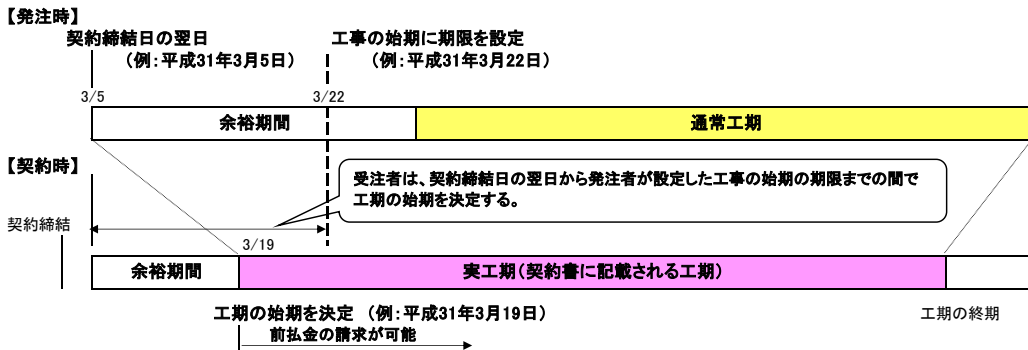 【発注時】
契約締結日の翌日
（例：平成31年3月5日）
工事の始期に期限を設定
（例：平成31年3月22日）
3/5
3/22
余裕期間
通常工期
【契約時】
受注者は、契約締結日の翌日から発注者が設定した工事の始期の期限までの間で
工期の始期を決定する。
契約締結
3/19
余裕期間
実工期（契約書に記載される工期）
工期の始期を決定 （例：平成31年3月19日）
工期の終期
前払金の請求が可能